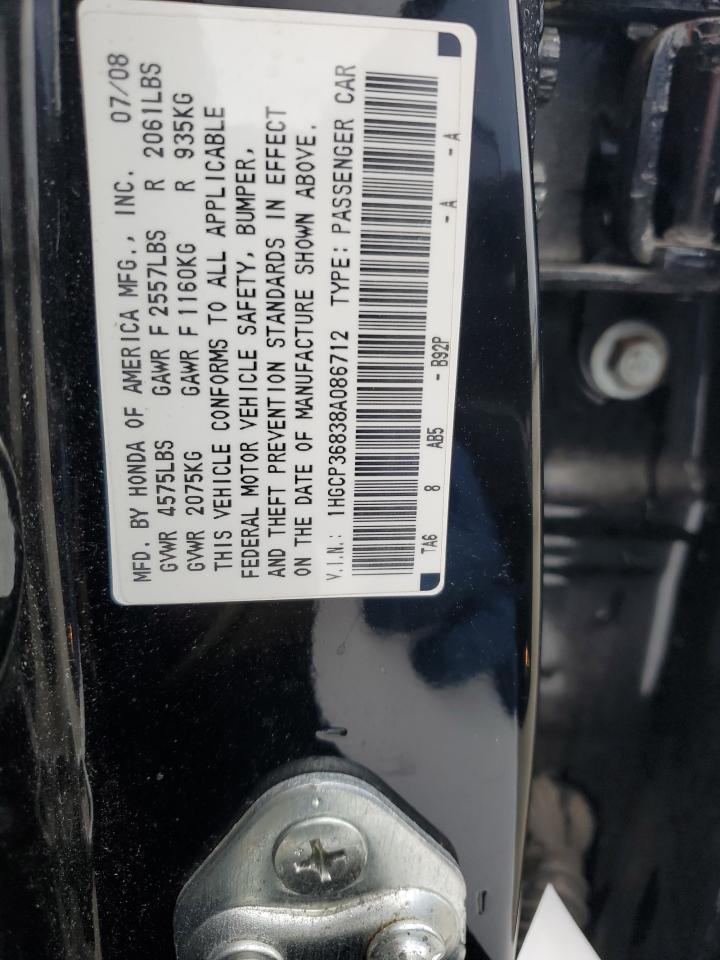 MFD. BY HONDA OF AMERICA MFG., INC. 07/08
GVWR 4575LBS GAWR F 2557LBS R 2061LBS
GVWR 2075KG GAWR F 1160KG R 935KG
THIS VEHICLE CONFORMS TO ALL APPLICABLE
FEDERAL MOTOR VEHICLE SAFETY, BUMPER,
AND THEFT PREVENTION STANDARDS IN EFFECT
ON THE DATE OF MANUFACTURE SHOWN ABOVE.
V.I.N.: 1HGCP36838A086712 TYPE: PASSENGER CAR
TA6 8 AB5 - B92P - A - A